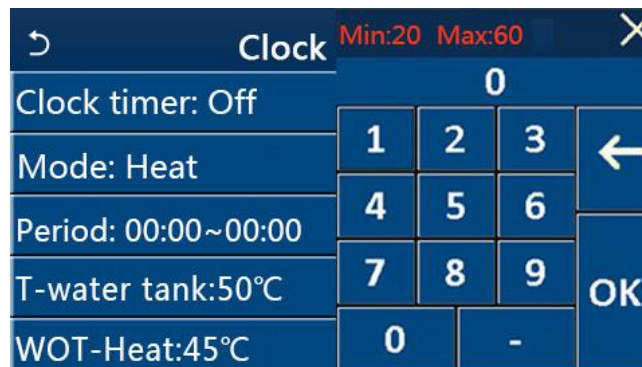 Clock
Clock timer: Off
Mode: Heat
Period: 00:00~00:00
T-water tank:50℃
WOT-Heat:45℃
Min:20 Max:60
0
1 2 3
4 5 6
7 8 9
OK
0 -